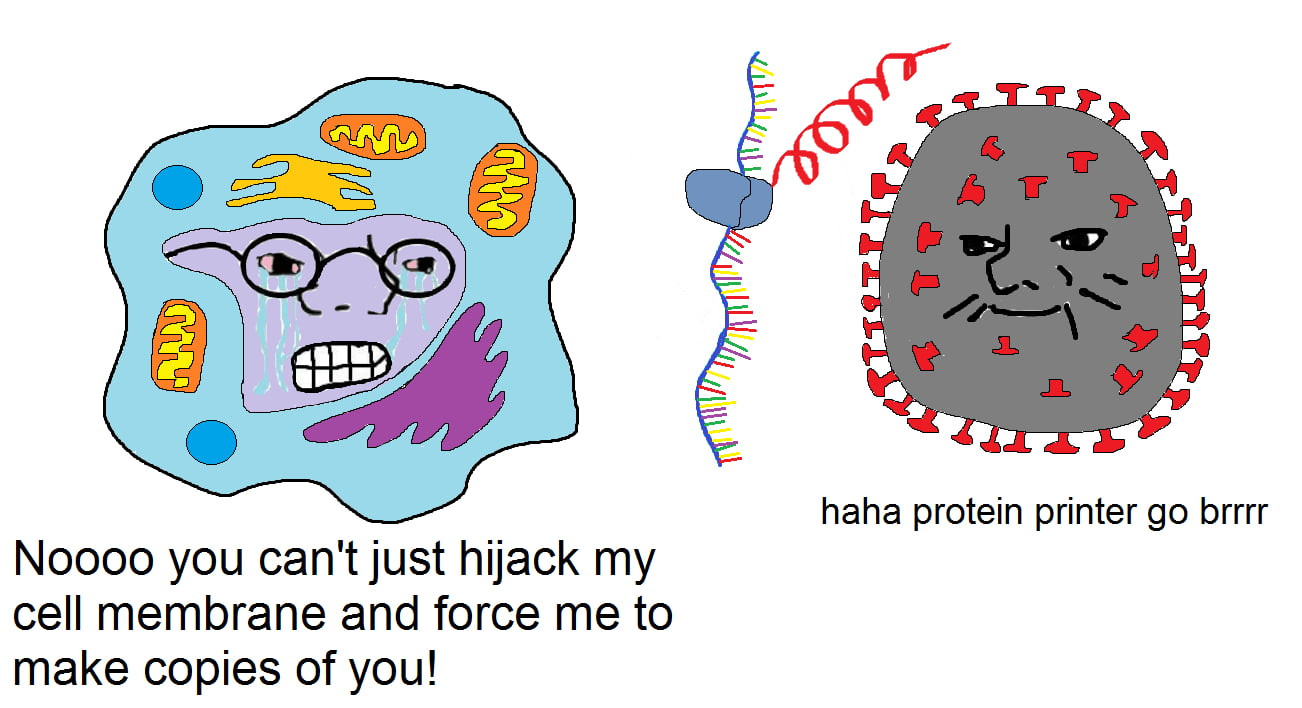 Noooo you can't just hijack my
cell membrane and force me to
make copies of you!
haha protein printer go brrrr